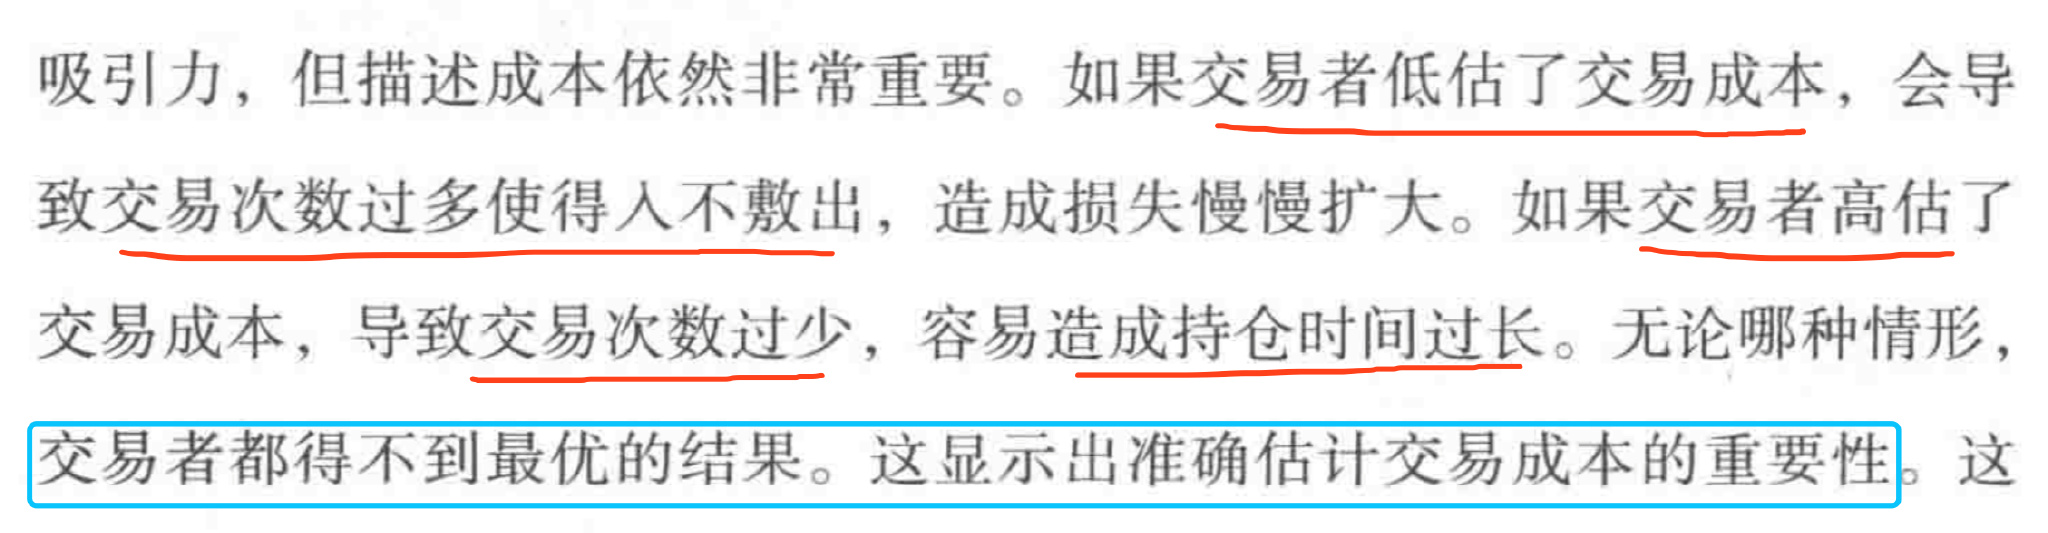 吸引力，但描述成本依然非常重要。如果交易者低估了交易成本，会导
致交易次数过多使得入不敷出，造成损失慢慢扩大。如果交易者高估了
交易成本，导致交易次数过少，容易造成持仓时间过长。无论哪种情形，
交易者都得不到最优的结果。这显示出准确估计交易成本的重要性。这